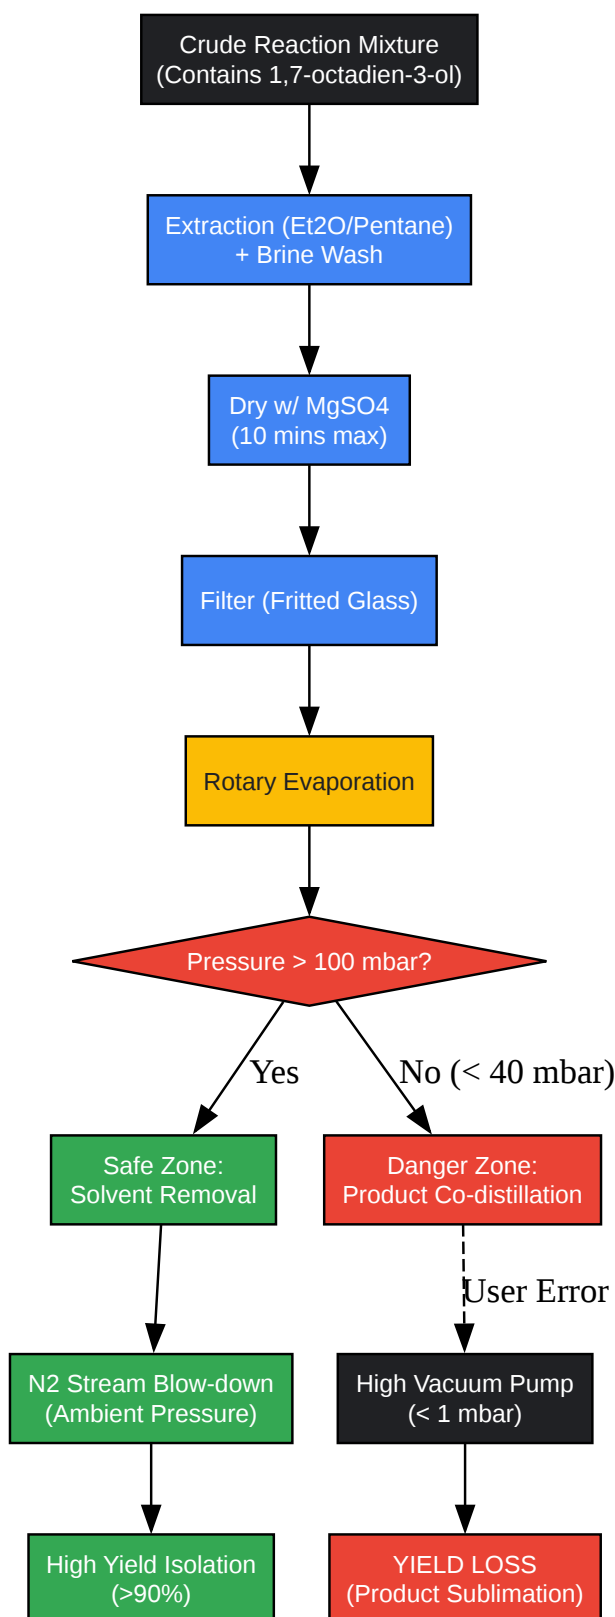 Crude Reaction Mixture
(Contains 1,7-octadien-3-ol)
Extraction (Et2O/Pentane)
+ Brine Wash
Dry w/ MgSO4
(10 mins max)
Filter (Fritted Glass)
Rotary Evaporation
Pressure > 100 mbar?
Yes
No (< 40 mbar)
Safe Zone:
Solvent Removal
Danger Zone:
Product Co-distillation
User Error
N2 Stream Blow-down
(Ambient Pressure)
High Vacuum Pump
(< 1 mbar)
High Yield Isolation
(>90%)
YIELD LOSS
(Product Sublimation)